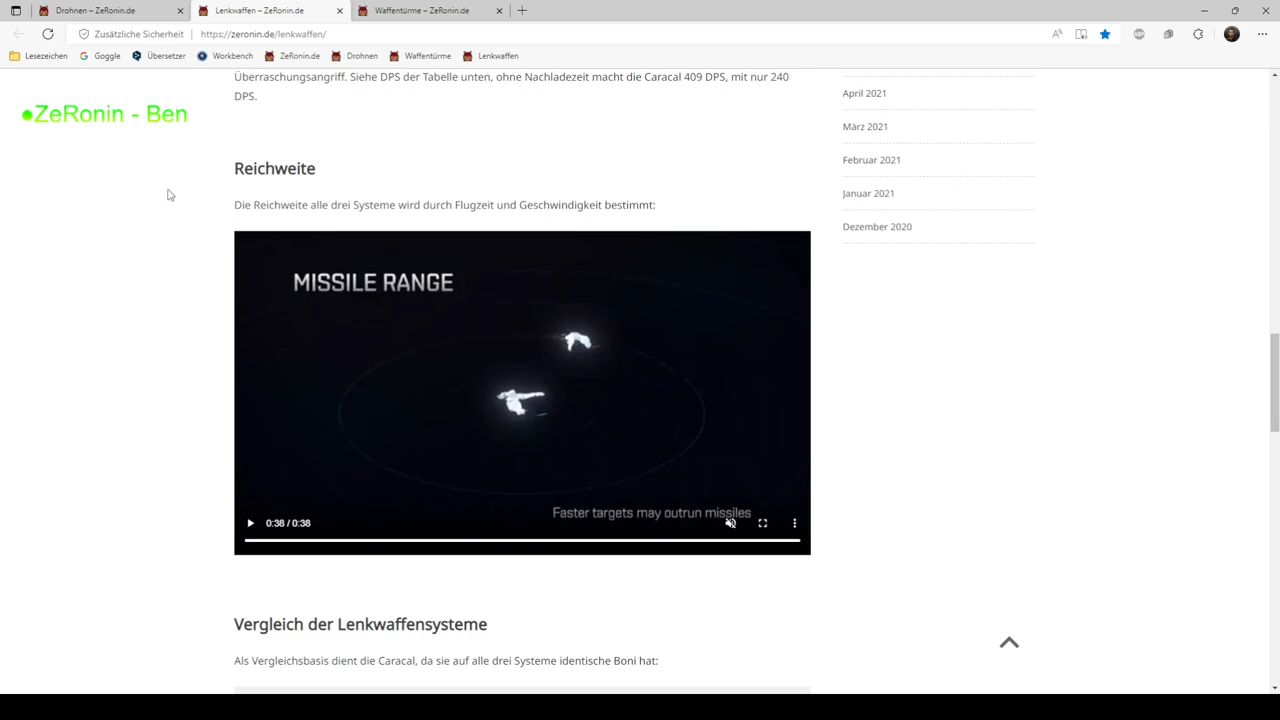 Drohnen – ZeRonin.de
Lenkwaffen – ZeRonin.de
Waffentürme – ZeRonin.de
Zusätzliche Sicherheit
https://zeronin.de/lenkwaffen/
Lesezeichen
Goggle
Übersetzer
Workbench
ZeRonin.de
Drohnen
Waffentürme
Lenkwaffen
ZeRonin - Ben
Überraschungsangriff. Siehe DPS der Tabelle unten, ohne Nachladezeit macht die Caracal 409 DPS, mit nur 240
DPS.
Reichweite
Die Reichweite alle drei Systeme wird durch Flugzeit und Geschwindigkeit bestimmt:
MISSILE RANGE
Faster targets may outrun missiles
0:38 / 0:38
Vergleich der Lenkwaffensysteme
Als Vergleichsbasis dient die Caracal, da sie auf alle drei Systeme identische Boni hat:
April 2021
März 2021
Februar 2021
Januar 2021
Dezember 2020